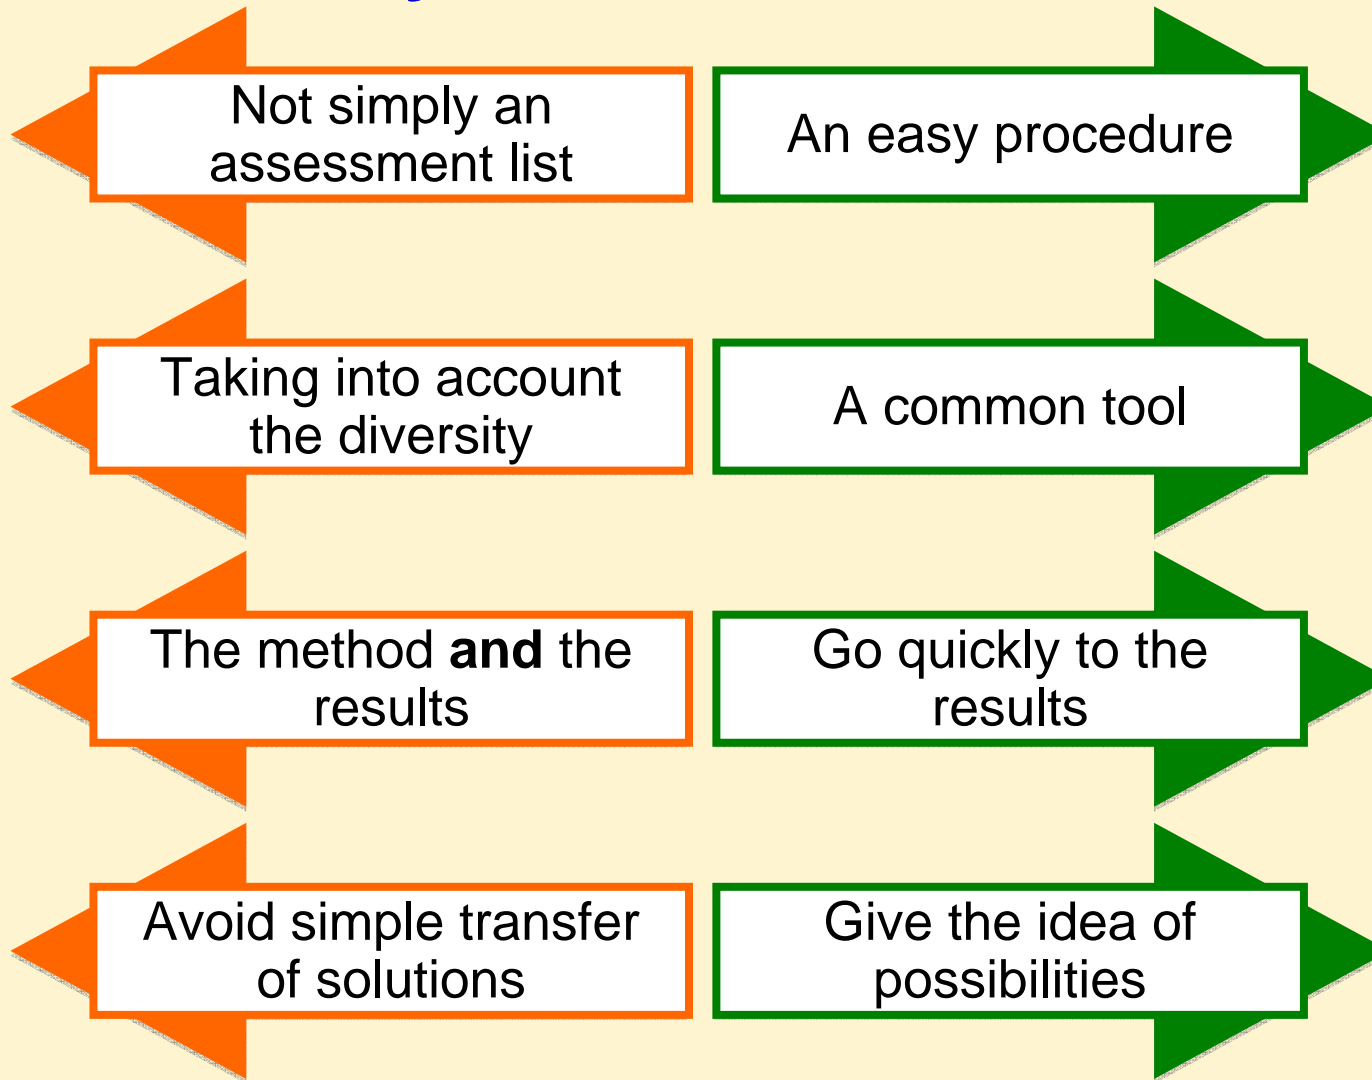 Not simply an
assessment list
An easy procedure
Taking into account
the diversity
A common tool
The method and the
results
Go quickly to the
results
Avoid simple transfer
of solutions
Give the idea of
possibilities